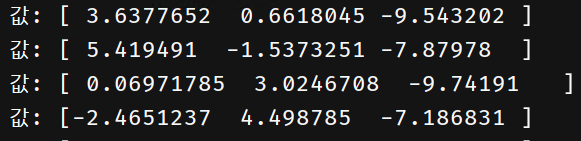 값: [ 3.6377652  0.6618045 -9.543202 ]
값: [ 5.419491  -1.5373251 -7.87978  ]
값: [ 0.06971785  3.0246708  -9.74191   ]
값: [-2.4651237  4.498785  -7.186831 ]